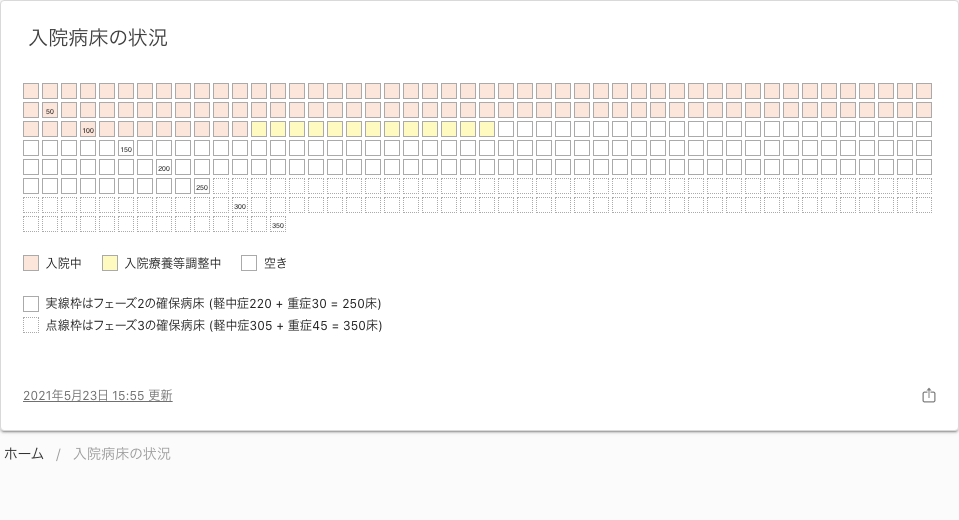 入院病床の状況
50
100
150
200
250
300
350
入院中 入院療養等調整中 空き
実線枠はフェーズ2の確保病床 (軽中症220 + 重症30 = 250床)
点線枠はフェーズ3の確保病床 (軽中症305 + 重症45 = 350床)
2021年5月23日 15:55 更新
ホーム / 入院病床の状況